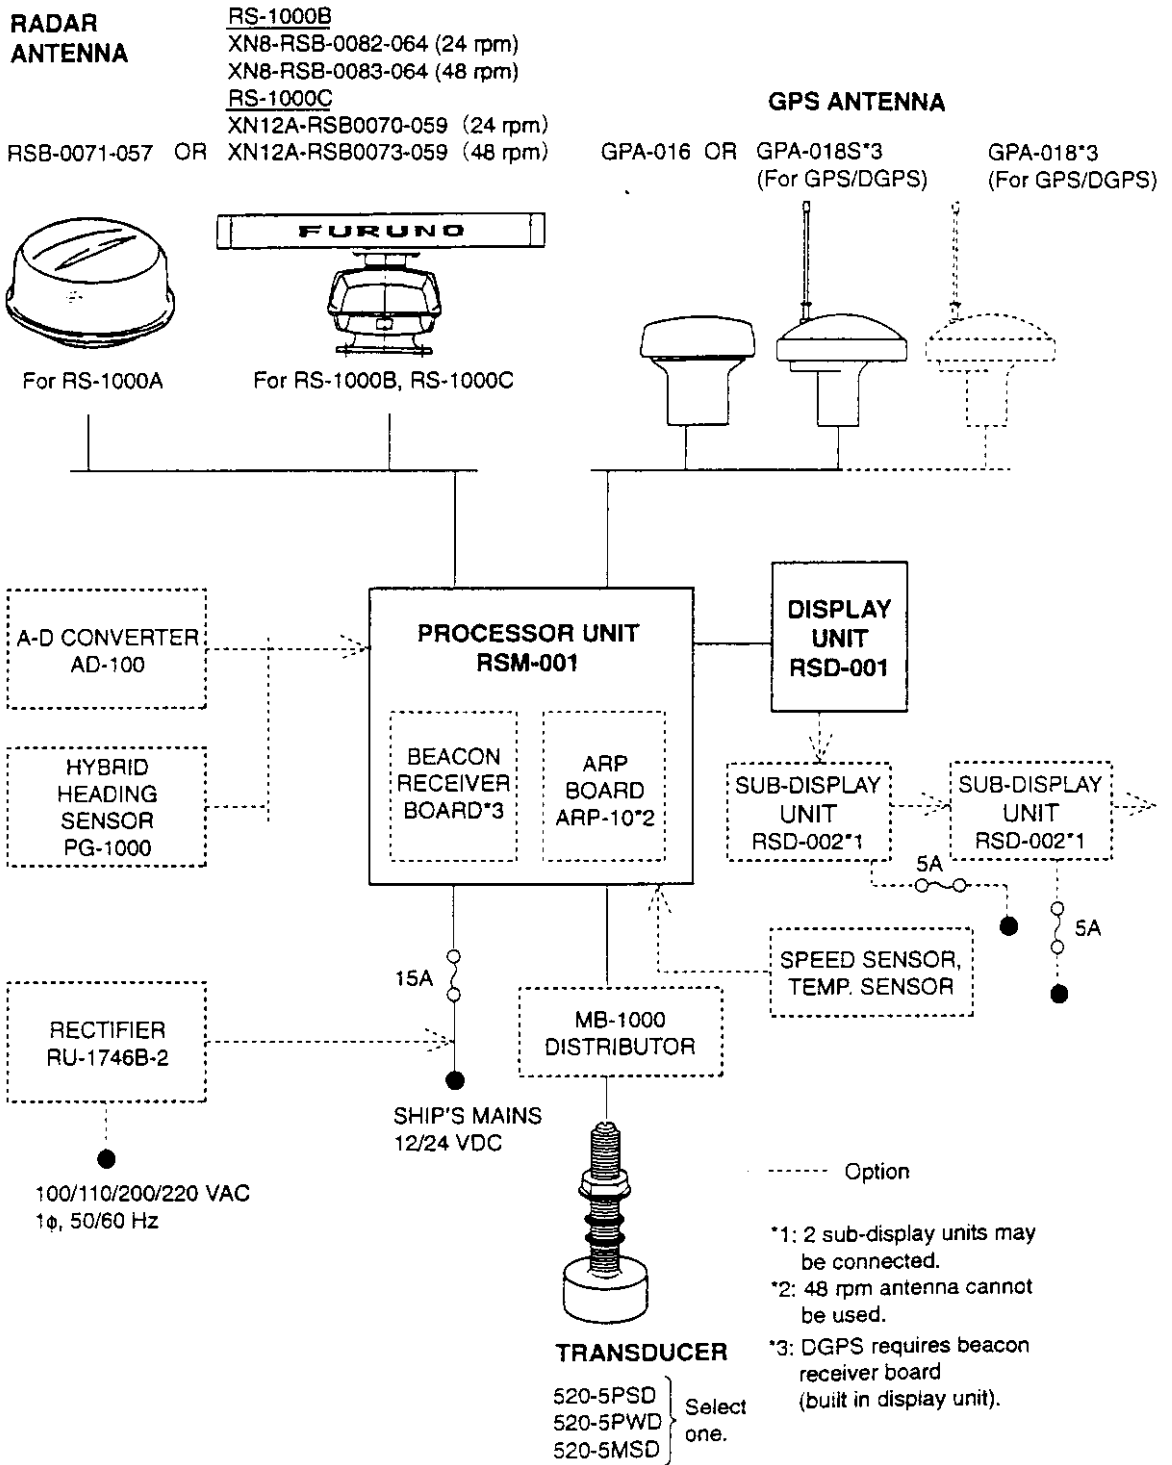 RADAR
ANTENNA
RS-1000B
XN8-RSB-0082-064 (24 rpm)
XN8-RSB-0083-064 (48 rpm)
RS-1000C
XN12A-RSB0070-059 (24 rpm)
RSB-0071-057 OR XN12A-RSB0073-059 (48 rpm)
GPS ANTENNA
GPA-016 OR GPA-018S*3
(For GPS/DGPS)
GPA-018*3
(For GPS/DGPS)
FURUNO
For RS-1000A
For RS-1000B, RS-1000C
A-D CONVERTER
AD-100
HYBRID
HEADING
SENSOR
PG-1000
PROCESSOR UNIT
RSM-001
BEACON
RECEIVER
BOARD*3
ARP
BOARD
ARP-10*2
DISPLAY
UNIT
RSD-001
SUB-DISPLAY
UNIT
RSD-002*1
SUB-DISPLAY
UNIT
RSD-002*1
5A
5A
SPEED SENSOR,
TEMP. SENSOR
15A
RECTIFIER
RU-1746B-2
MB-1000
DISTRIBUTOR
SHIP'S MAINS
12/24 VDC
100/110/200/220 VAC
1ϕ, 50/60 Hz
TRANSDUCER
520-5PSD
520-5PWD
520-5MSD
Select
one.
------ Option
*1: 2 sub-display units may
be connected.
*2: 48 rpm antenna cannot
be used.
*3: DGPS requires beacon
receiver board
(built in display unit).